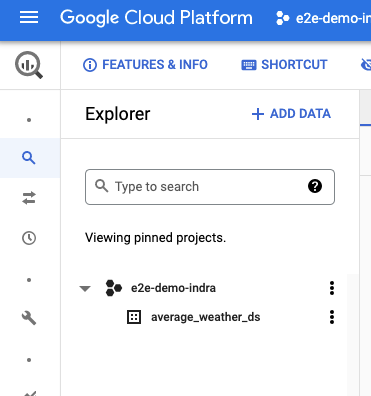 Google Cloud Platform
e2e-demo-in
FEATURES & INFO
SHORTCUT
Explorer
+ ADD DATA
Type to search
?
Viewing pinned projects.
e2e-demo-indra
average_weather_ds